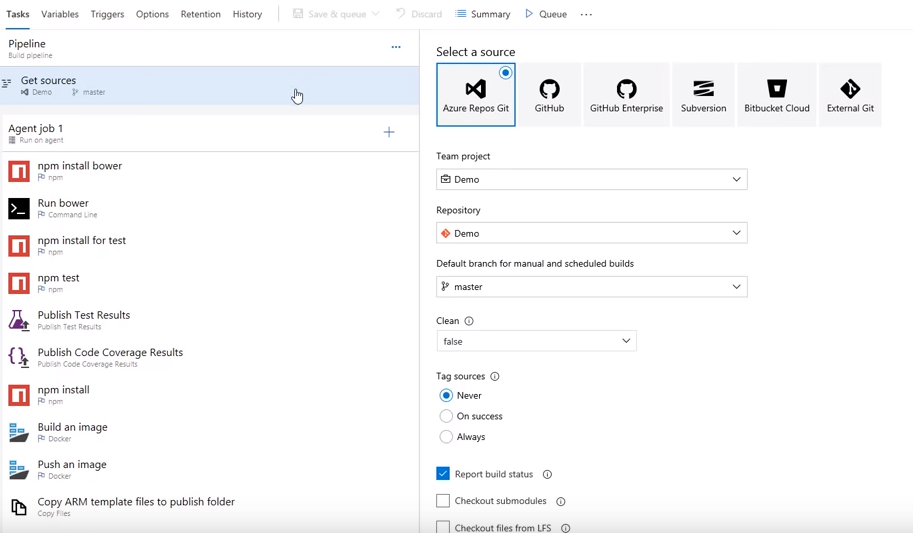 Tasks Variables Triggers Options Retention History Save & queue Discard Summary Queue ...
Pipeline
Build pipeline
Get sources
Demo master
Agent job 1
Run on agent
npm install bower
npm
Run bower
Command Line
npm install for test
npm
npm test
npm
Publish Test Results
Publish Test Results
Publish Code Coverage Results
Publish Code Coverage Results
npm install
npm
Build an image
Docker
Push an image
Docker
Copy ARM template files to publish folder
Copy Files
Select a source
Azure Repos Git GitHub GitHub Enterprise Subversion Bitbucket Cloud External Git
Team project
Demo
Repository
Demo
Default branch for manual and scheduled builds
master
Clean
false
Tag sources
Never
On success
Always
Report build status
Checkout submodules
Checkout files from LFS